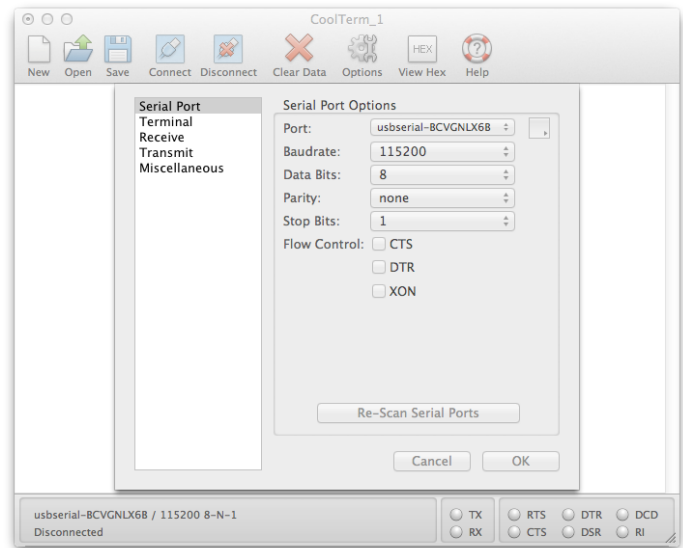 CoolTerm_1
New Open Save Connect Disconnect Clear Data Options View Hex Help
HEX
Serial Port
Terminal
Receive
Transmit
Miscellaneous
Serial Port Options
Port: usbserial-BCVGNLX6B
Baudrate: 115200
Data Bits: 8
Parity: none
Stop Bits: 1
Flow Control: CTS
DTR
XON
Re-Scan Serial Ports
Cancel OK
usbserial-BCVGNLX6B / 115200 8-N-1
Disconnected
TX RTS DTR DCD
RX CTS DSR RI